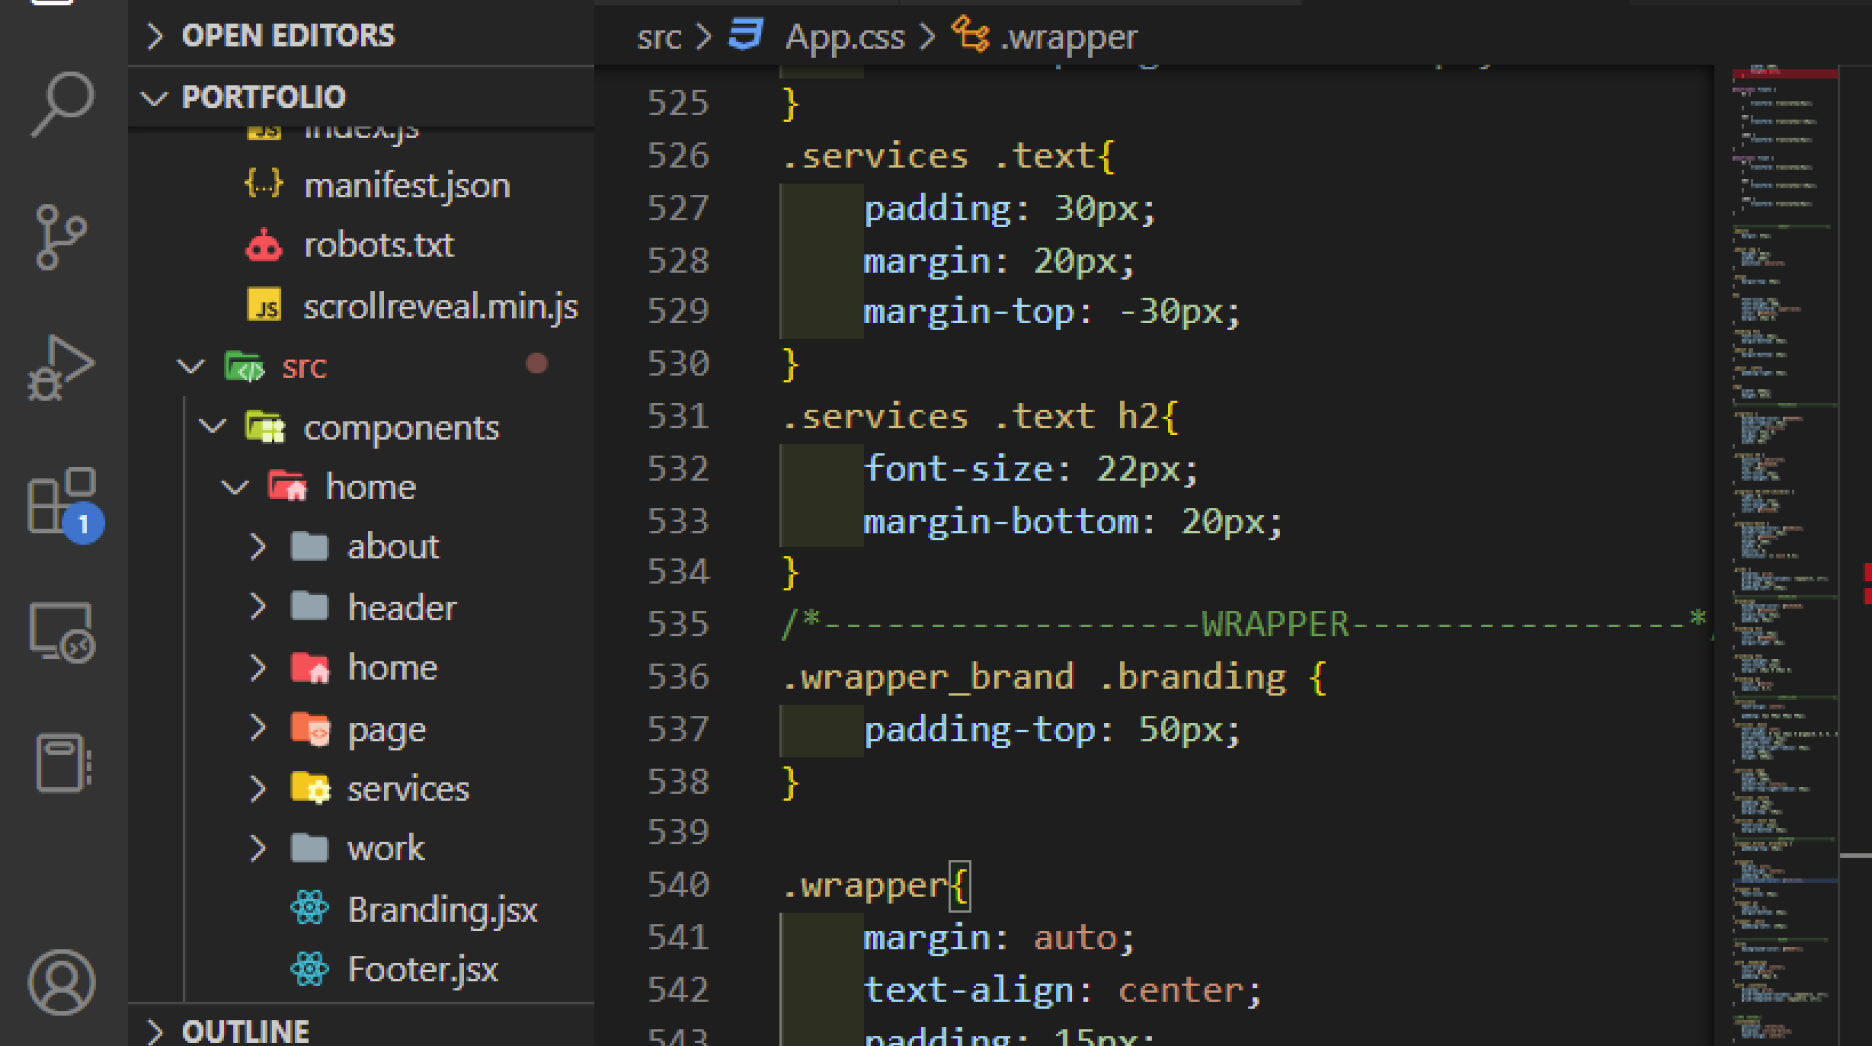 OPEN EDITORS
PORTFOLIO
index.js
{...} manifest.json
robots.txt
JS scrollreveal.min.js
src
components
home
about
header
home
page
services
work
Branding.jsx
Footer.jsx
OUTLINE
1
src > App.css > .wrapper
525 }
526 .services .text{
527 padding: 30px;
528 margin: 20px;
529 margin-top: -30px;
530 }
531 .services .text h2{
532 font-size: 22px;
533 margin-bottom: 20px;
534 }
535 /*------------------WRAPPER----------------*
536 .wrapper_brand .branding {
537 padding-top: 50px;
538 }
539
540 .wrapper{
541 margin: auto;
542 text-align: center;
543 padding: 15px;